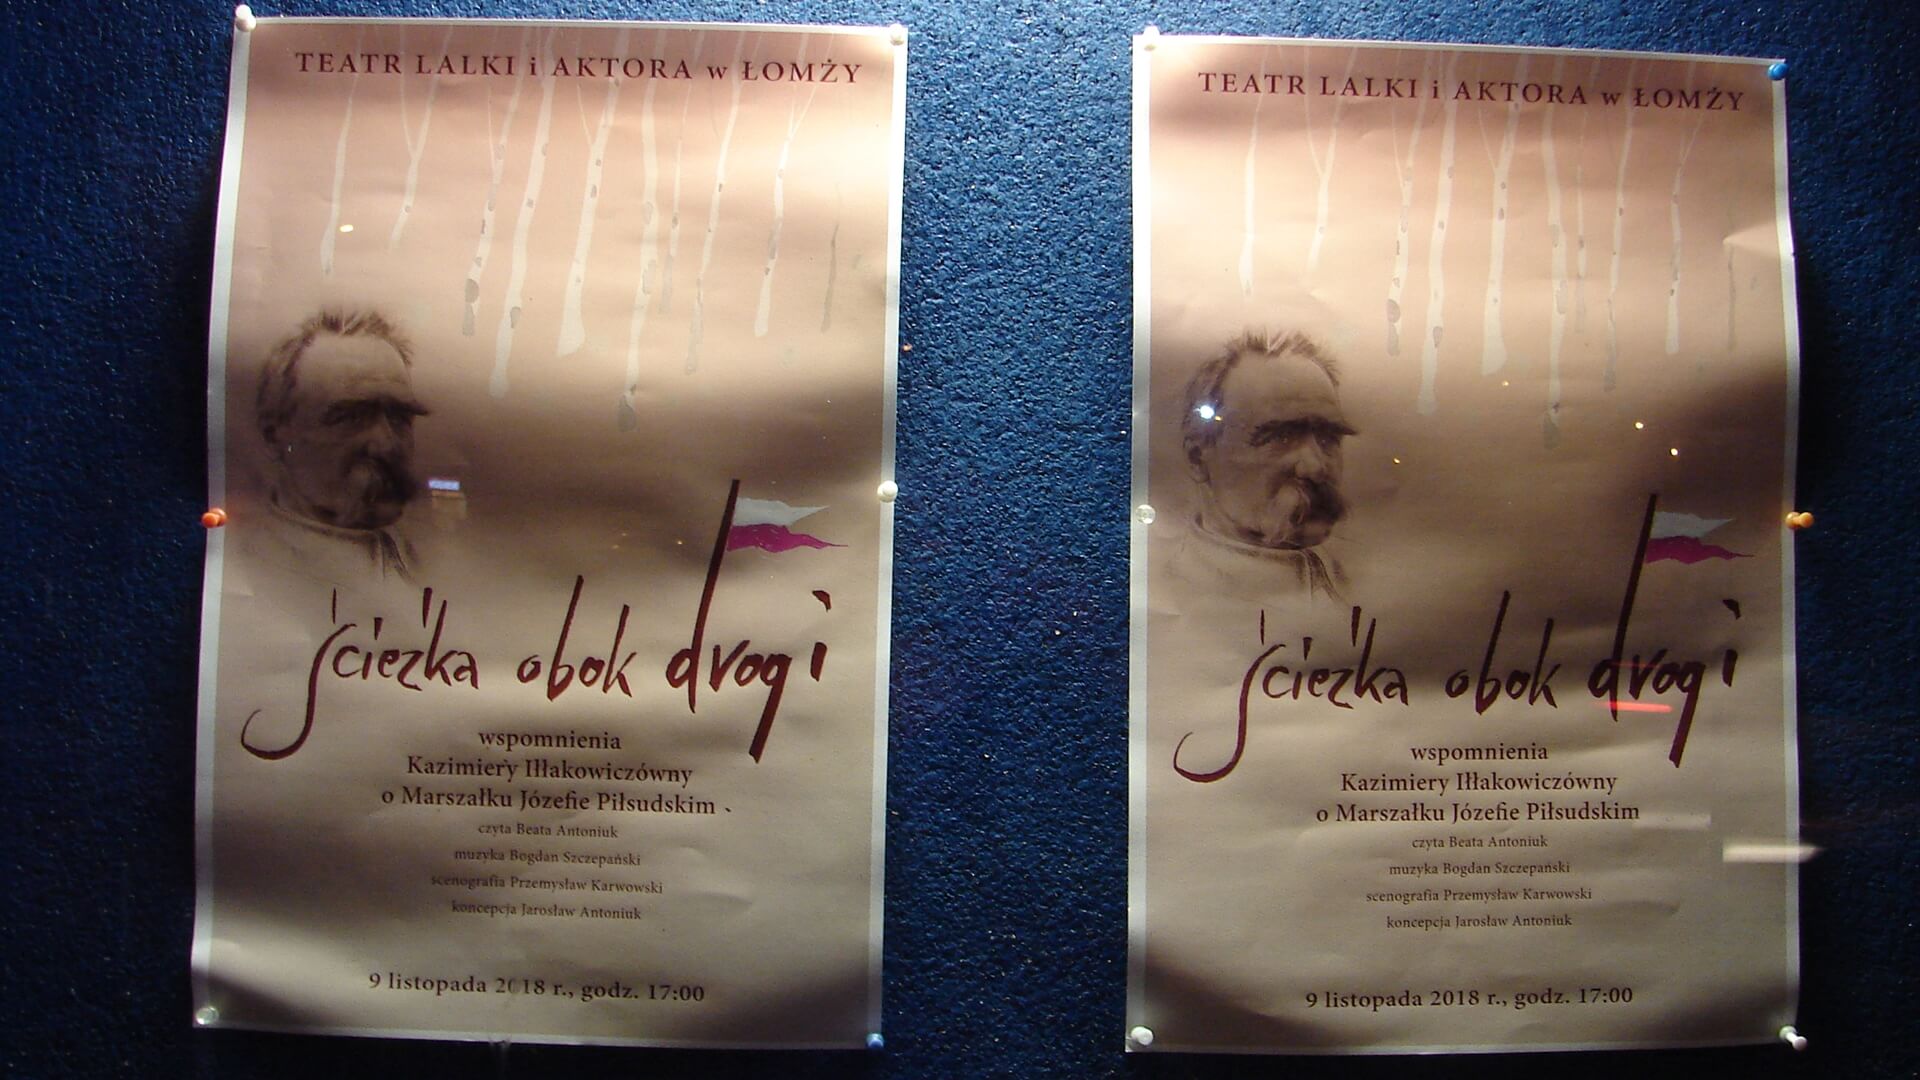 TEATR LALKI i AKTORA w ŁOMŻY
ścieżka obok drogi
wspomnienia
Kazimiery Iłłakowiczówny
o Marszałku Józefie Piłsudskim
czyta Beata Antoniuk
muzyka Bogdan Szczepański
scenografia Przemysław Karwowski
koncepcja Jarosław Antoniuk
9 listopada 2018 r., godz. 17:00
TEATR LALKI i AKTORA w ŁOMŻY
ścieżka obok drogi
wspomnienia
Kazimiery Iłłakowiczówny
o Marszałku Józefie Piłsudskim
czyta Beata Antoniuk
muzyka Bogdan Szczepański
scenografia Przemysław Karwowski
koncepcja Jarosław Antoniuk
9 listopada 2018 r., godz. 17:00